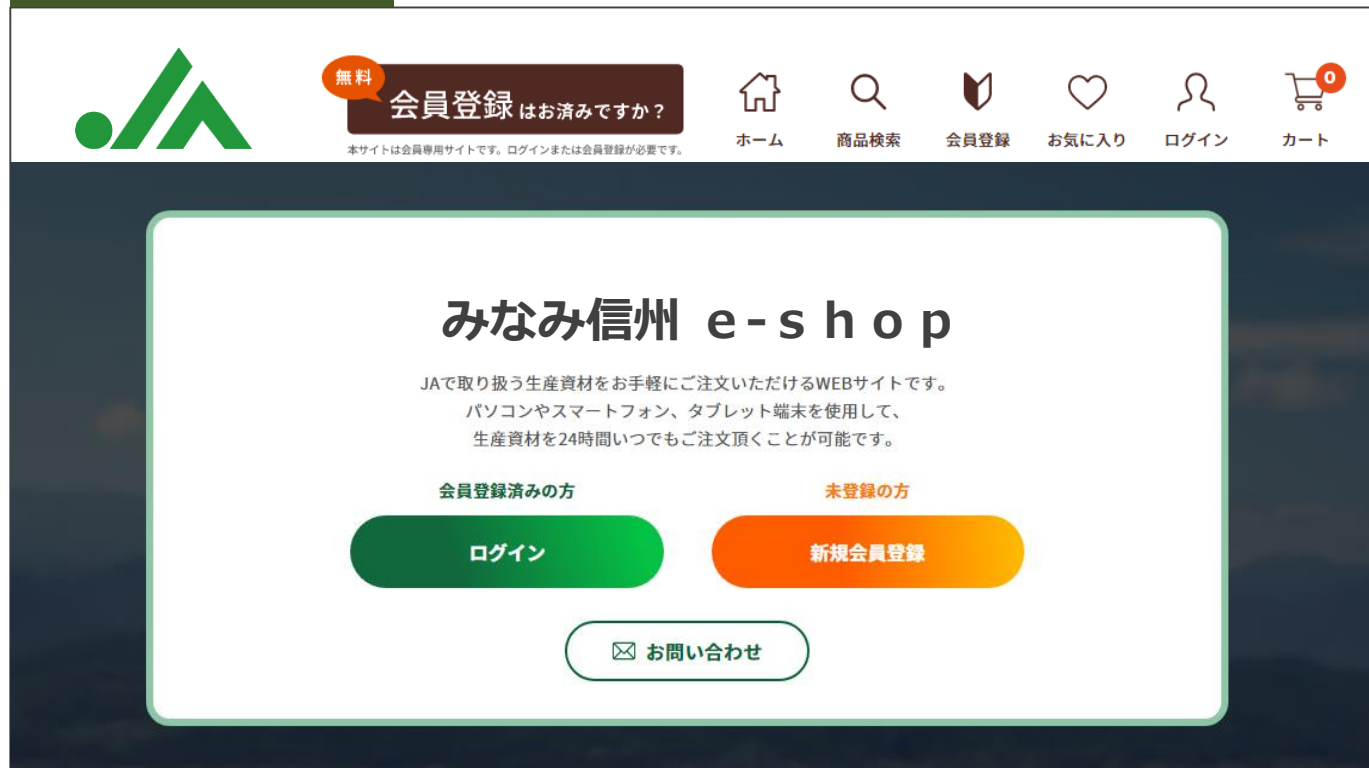 無料
会員登録 はお済みですか？
本サイトは会員専用サイトです。ログインまたは会員登録が必要です。
ホーム
商品検索
会員登録
お気に入り
ログイン
0
カート
みなみ信州 e-shop
JAで取り扱う生産資材をお手軽にご注文いただけるWEBサイトです。
パソコンやスマートフォン、タブレット端末を使用して、
生産資材を24時間いつでもご注文頂くことが可能です。
会員登録済みの方
未登録の方
ログイン
新規会員登録
お問い合わせ